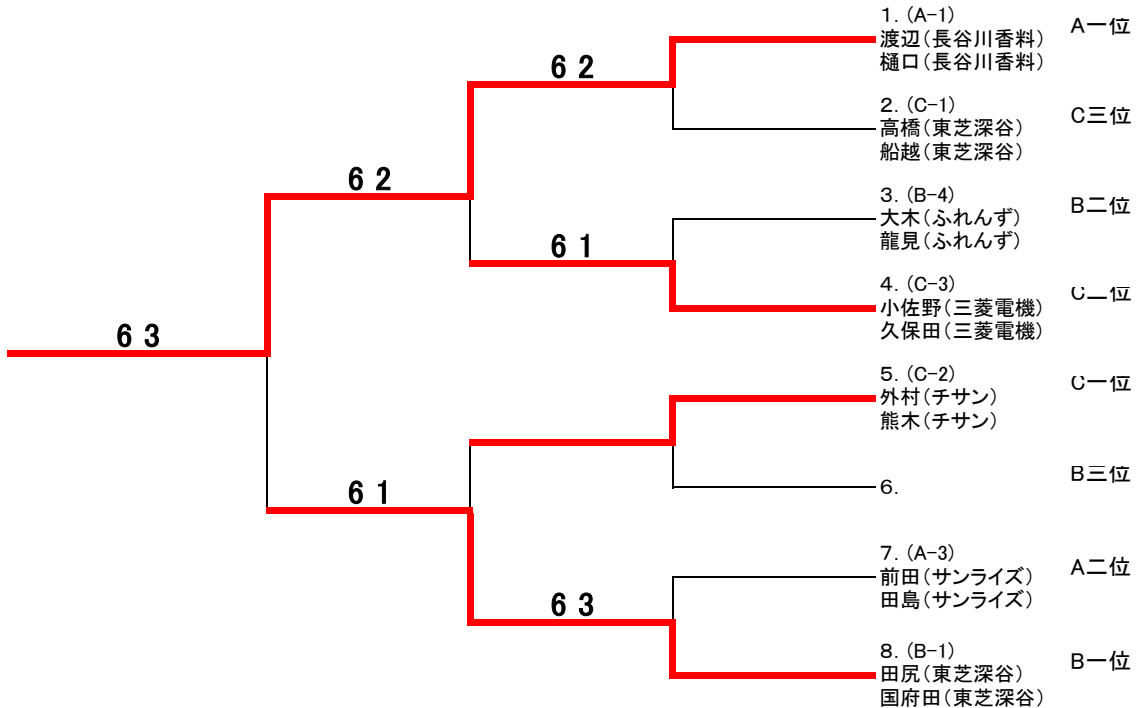 1. (A-1)
渡辺(長谷川香料)
樋口(長谷川香料)
A一位
6 2
2. (C-1)
高橋(東芝深谷)
船越(東芝深谷)
C三位
6 2
3. (B-4)
大木(ふれんず)
龍見(ふれんず)
B二位
6 1
4. (C-3)
小佐野(三菱電機)
久保田(三菱電機)
C二位
6 3
5. (C-2)
外村(チサン)
熊木(チサン)
C一位
6.
B三位
6 1
7. (A-3)
前田(サンライズ)
田島(サンライズ)
A二位
6 3
8. (B-1)
田尻(東芝深谷)
国府田(東芝深谷)
B一位